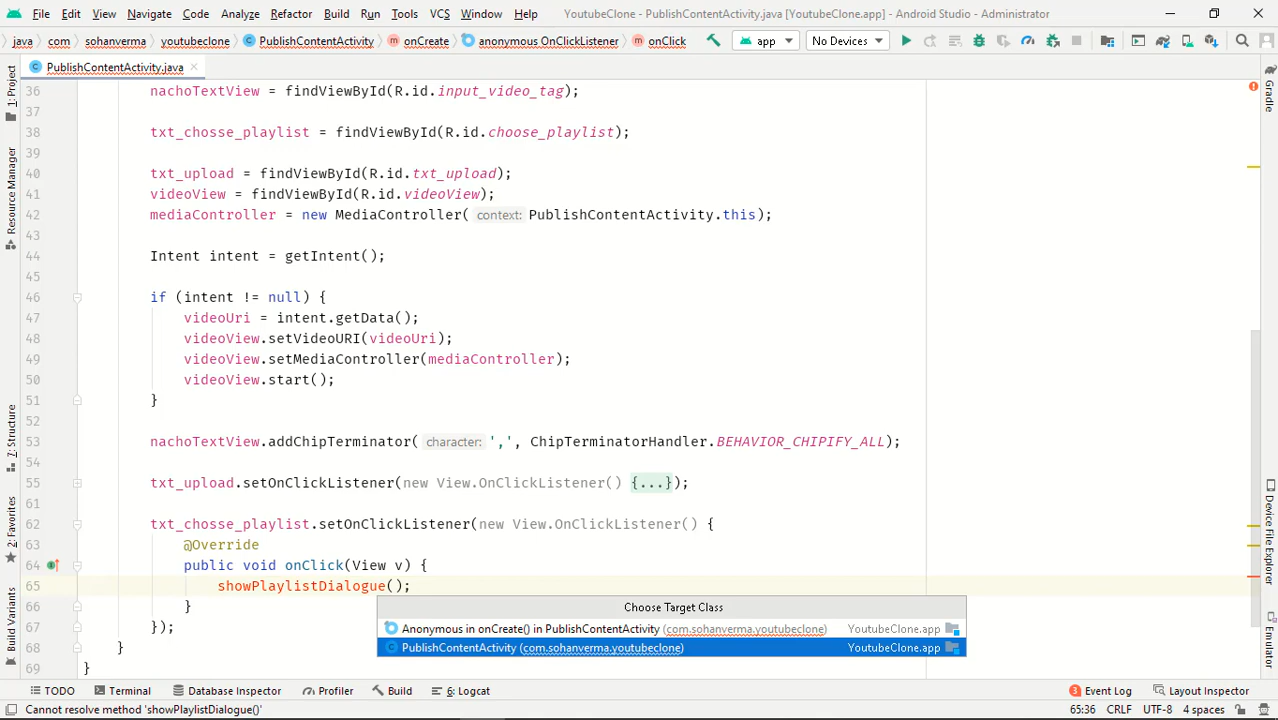 File Edit View Navigate Code Analyze Refactor Build Run Tools VCS Window Help YoutubeClone - PublishContentActivity.java [YoutubeClone.app] - Android Studio - Administrator
java com sohanverma youtubeclone PublishContentActivity onCreate anonymous OnClickListener onClick app No Devices
PublishContentActivity.java
1: Project
Resource Manager
Z: Structure
2: Favorites
Build Variants
36 nachoTextView = findViewById(R.id.input_video_tag);
37
38 txt_chosse_playlist = findViewById(R.id.choose_playlist);
39
40 txt_upload = findViewById(R.id.txt_upload);
41 videoView = findViewById(R.id.videoView);
42 mediaController = new MediaController( context: PublishContentActivity.this);
43
44 Intent intent = getIntent();
45
46 if (intent != null) {
47 videoUri = intent.getData();
48 videoView.setVideoURI(videoUri);
49 videoView.setMediaController(mediaController);
50 videoView.start();
51 }
52
53 nachoTextView.addChipTerminator( character: ',', ChipTerminatorHandler.BEHAVIOR_CHIPIFY_ALL);
54
55 txt_upload.setOnClickListener(new View.OnClickListener() {...});
61
62 txt_chosse_playlist.setOnClickListener(new View.OnClickListener() {
63 @Override
64 public void onClick(View v) {
65 showPlaylistDialogue();
66 }
67 });
68 }
69 }
Choose Target Class
Anonymous in onCreate() in PublishContentActivity (com.sohanverma.youtubeclone) YoutubeClone.app
PublishContentActivity (com.sohanverma.youtubeclone) YoutubeClone.app
Gradle
Device File Explorer
Emulator
TODO Terminal Database Inspector Profiler Build 6: Logcat 3 Event Log Layout Inspector
Cannot resolve method 'showPlaylistDialogue()' 65:36 CRLF UTF-8 4 spaces